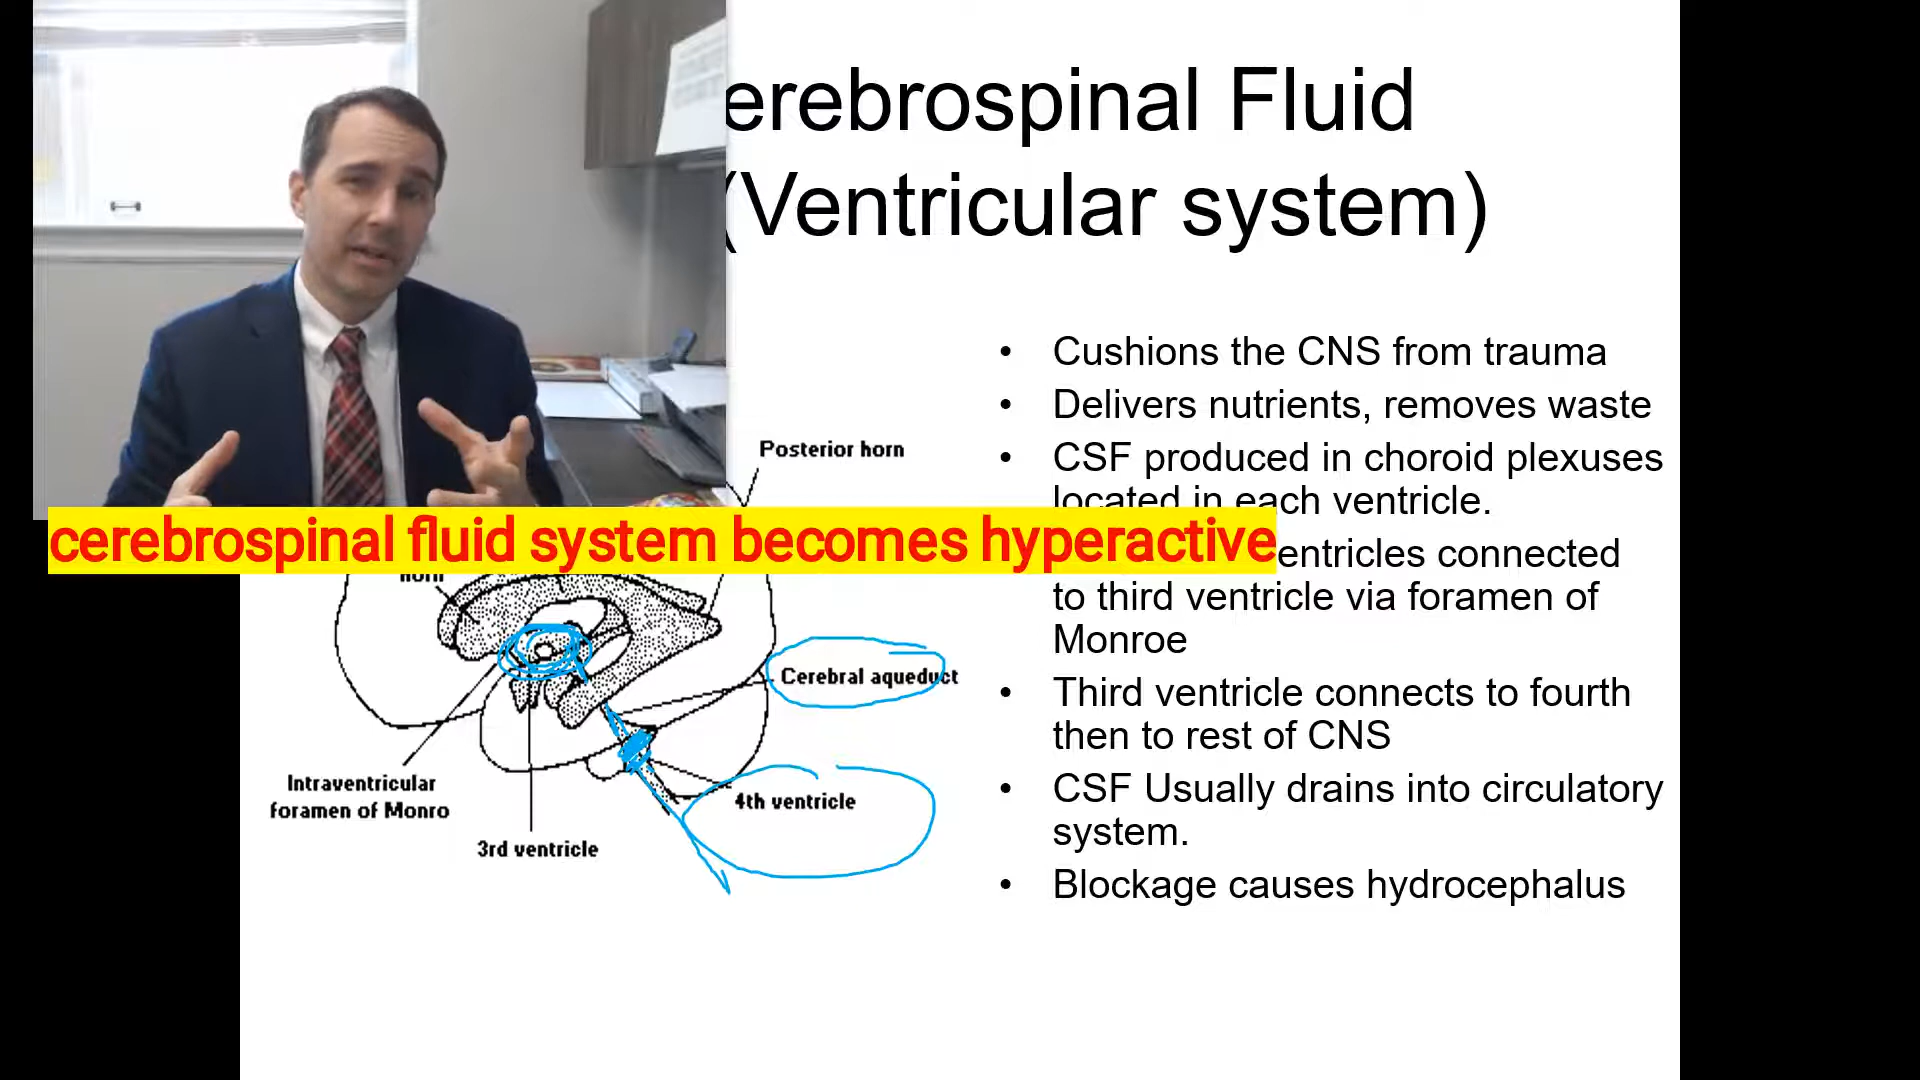 erebrospinal Fluid
(Ventricular system)
• Cushions the CNS from trauma
• Delivers nutrients, removes waste
• CSF produced in choroid plexuses
located in each ventricle.
entricles connected
to third ventricle via foramen of
Monroe
• Third ventricle connects to fourth
then to rest of CNS
• CSF Usually drains into circulatory
system.
• Blockage causes hydrocephalus
Posterior horn
cerebrospinal fluid system becomes hyperactive
horn
Cerebral aqueduct
Intraventricular
foramen of Monro
4th ventricle
3rd ventricle